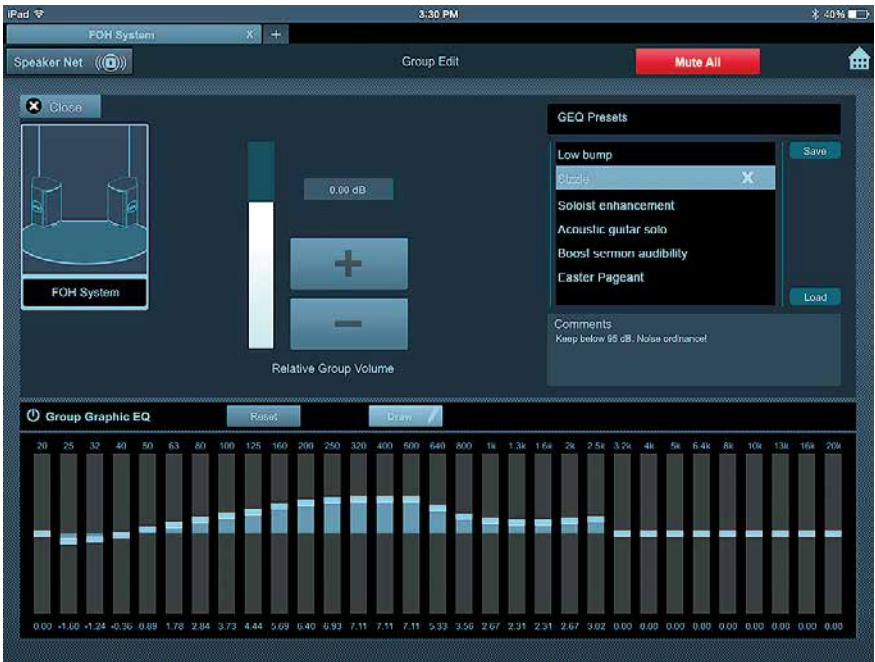 iPad 3:30 PM 40%
FOH System X +
Speaker Net Group Edit Mute All
Close
GEQ Presets
Low bump
Save
Sizzle X
Soloist enhancement
Acoustic guitar solo
Boost sermon audibility
Easter Pageant
Load
0.00 dB
+
−
FOH System
Relative Group Volume
Comments
Keep below 95 dB. Noise ordinance!
Group Graphic EQ Reset Draw
20 25 32 40 50 63 80 100 125 160 200 250 320 400 500 640 800 1k 1.3k 1.6k 2k 2.5k 3.2k 4k 5k 6.4k 8k 10k 13k 16k 20k
0.00 -1.60 -1.24 -0.36 0.89 1.78 2.84 3.73 4.44 5.69 6.40 6.93 7.11 7.11 7.11 5.33 3.56 2.67 2.31 2.31 2.67 3.02 0.00 0.00 0.00 0.00 0.00 0.00 0.00 0.00 0.00